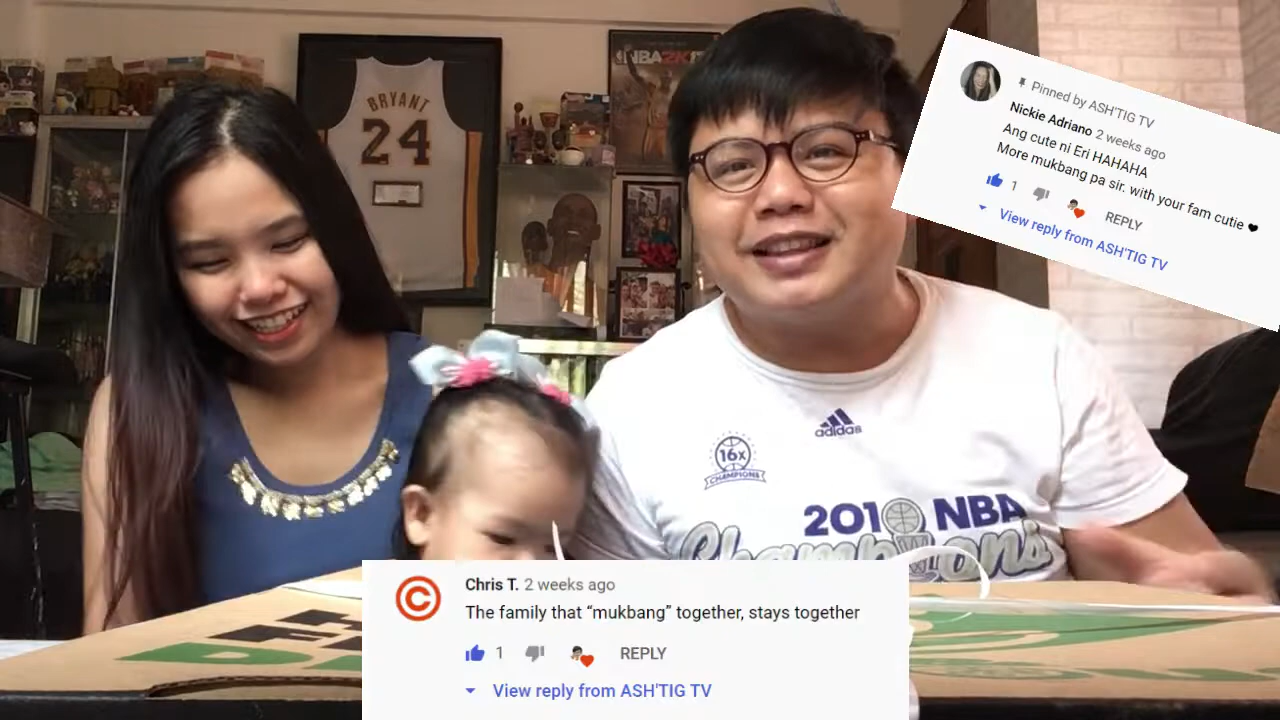 BRYANT
24
NBA2K
Pinned by ASH'TIG TV
Nickie Adriano 2 weeks ago
Ang cute ni Eri HAHAHA
More mukbang pa sir. with your fam cutie ♥
1
REPLY
View reply from ASH'TIG TV
adidas
16x
CHAMPIONS
2010 NBA
Champions
Chris T. 2 weeks ago
The family that “mukbang” together, stays together
1
REPLY
View reply from ASH'TIG TV